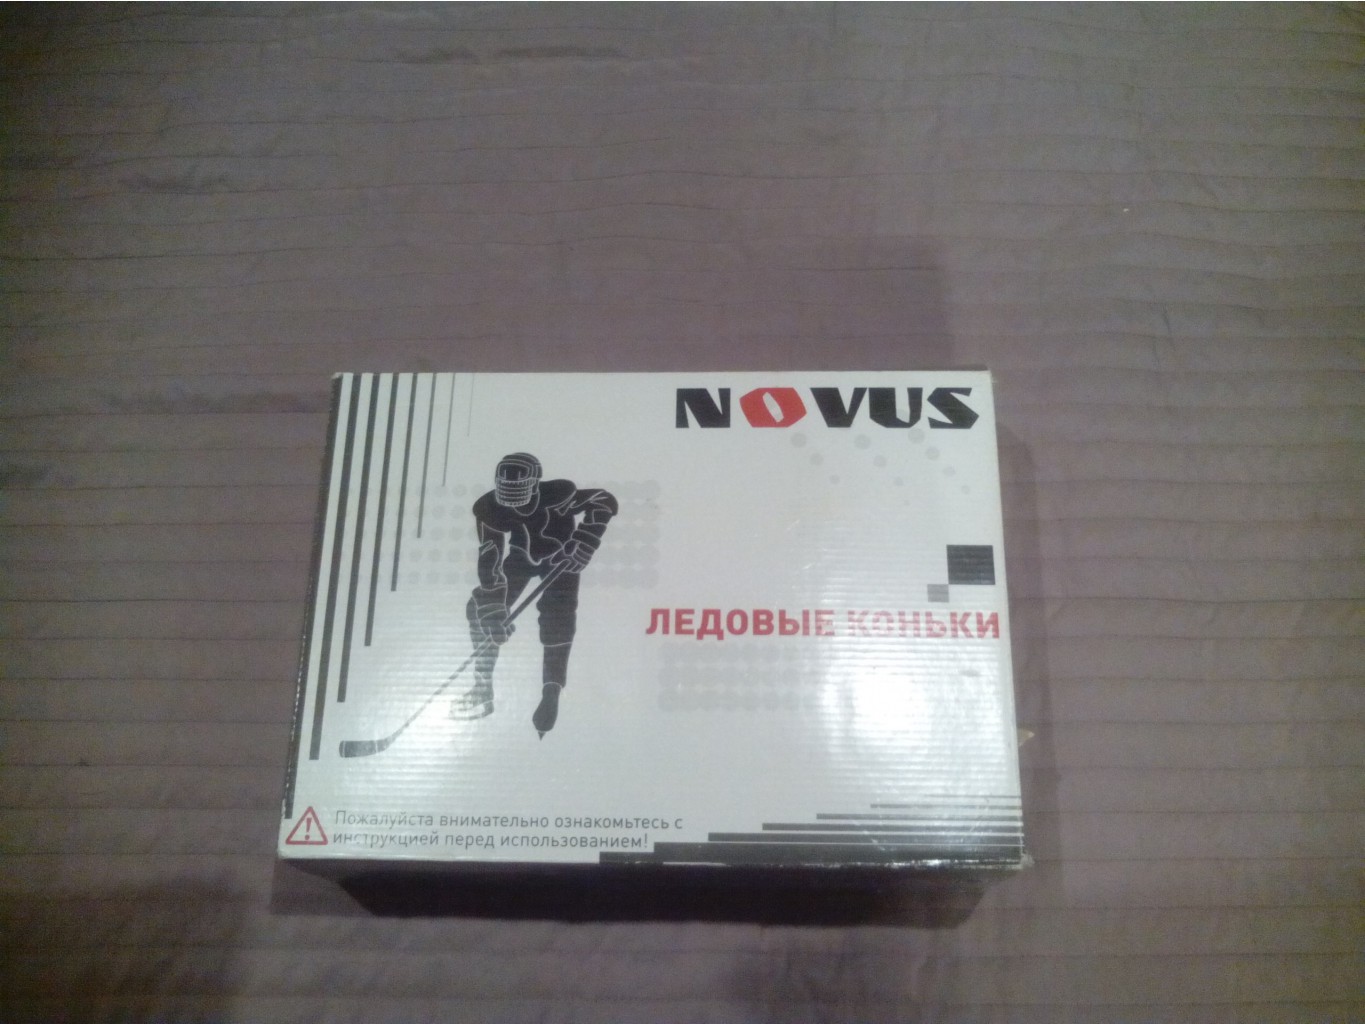 NOVUS
ЛЕДОВЫЕ КОНЬКИ
Пожалуйста внимательно ознакомьтесь с
инструкцией перед использованием!